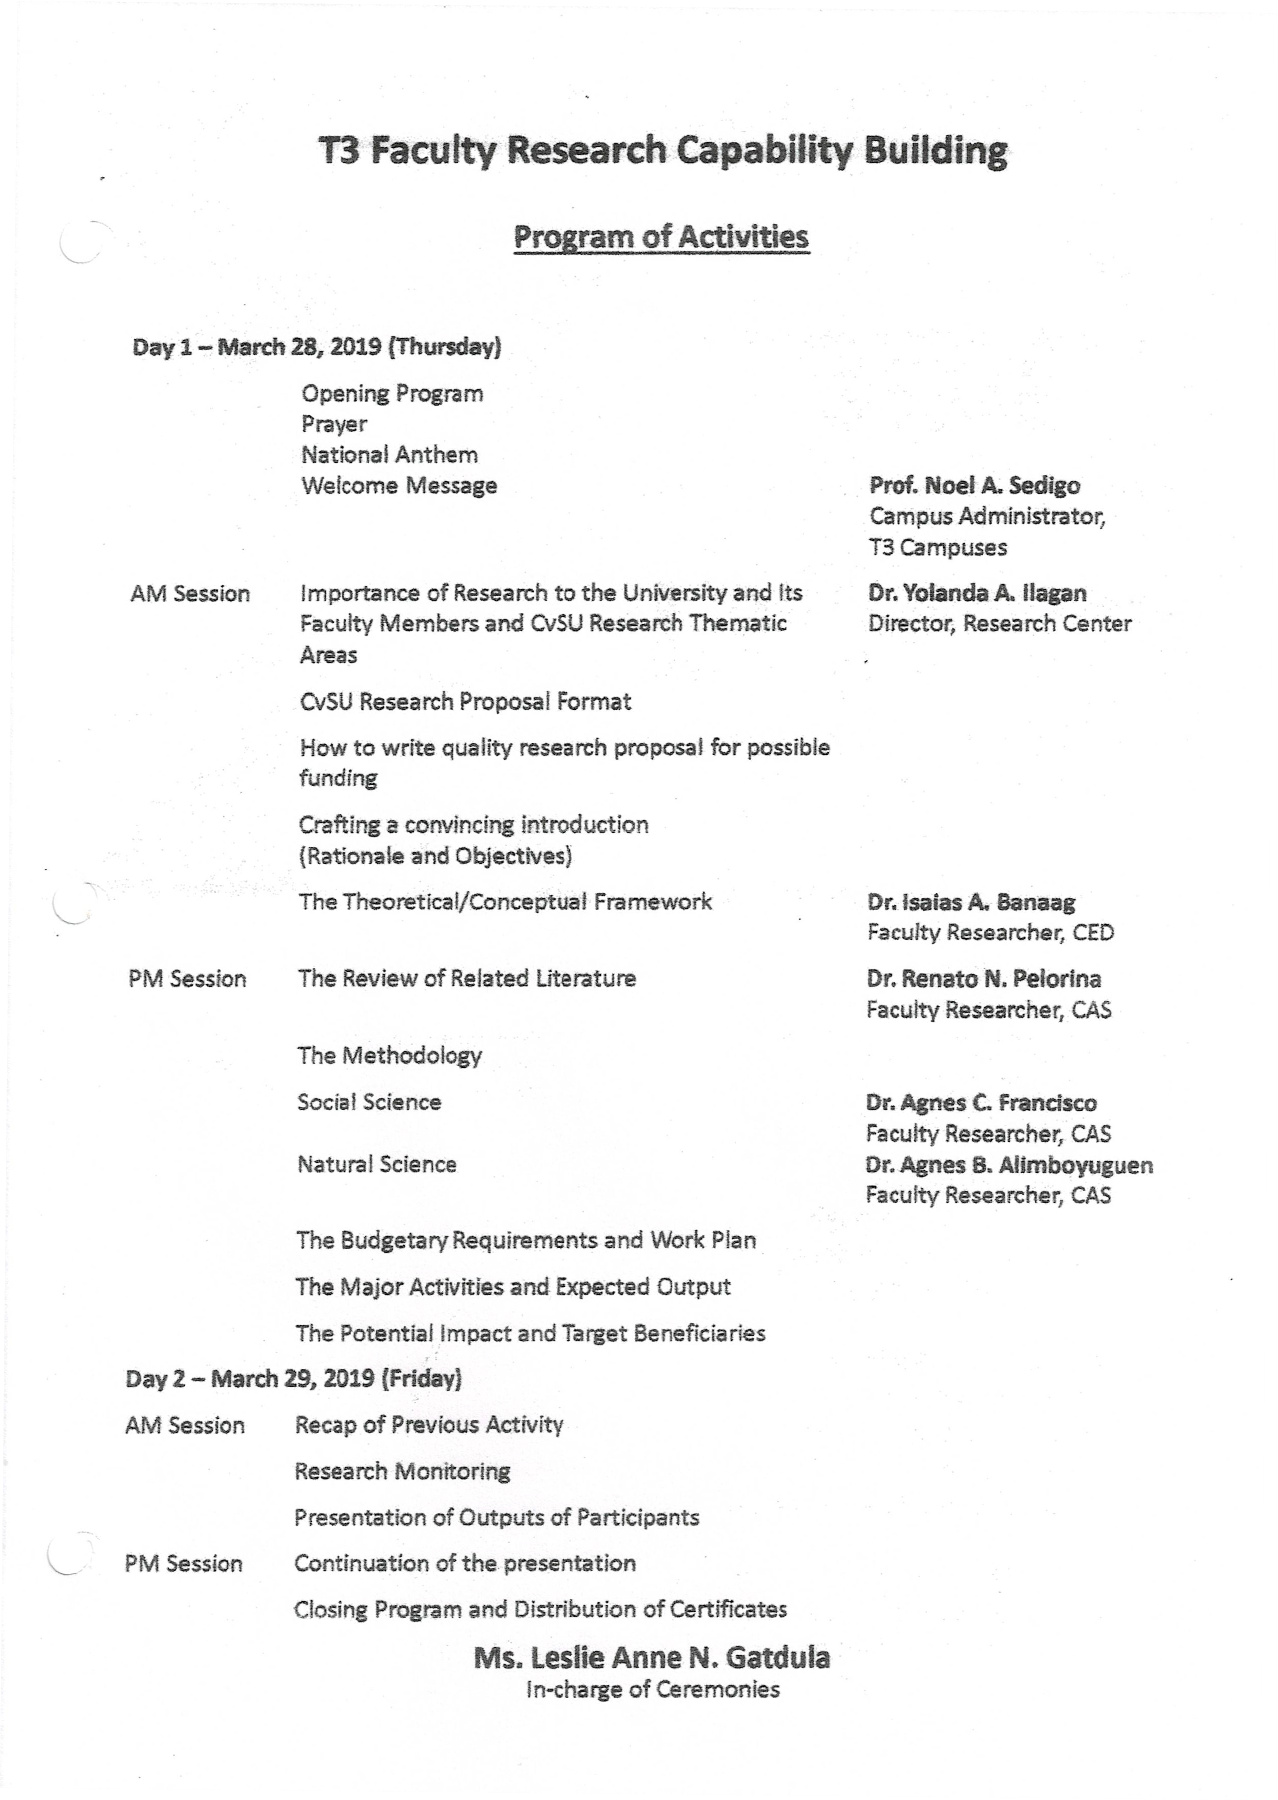 T3 Faculty Research Capability Building
Program of Activities
Day 1 – March 28, 2019 (Thursday)
Opening Program
Prayer
National Anthem
Welcome Message Prof. Noel A. Sedigo
Campus Administrator,
T3 Campuses
AM Session Importance of Research to the University and Its Dr. Yolanda A. Ilagan
Faculty Members and CvSU Research Thematic Director, Research Center
Areas
CvSU Research Proposal Format
How to write quality research proposal for possible
funding
Crafting a convincing introduction
(Rationale and Objectives)
The Theoretical/Conceptual Framework Dr. Isaias A. Banaag
Faculty Researcher, CED
PM Session The Review of Related Literature Dr. Renato N. Pelorina
Faculty Researcher, CAS
The Methodology
Social Science Dr. Agnes C. Francisco
Faculty Researcher, CAS
Natural Science Dr. Agnes B. Alimboyuguen
Faculty Researcher, CAS
The Budgetary Requirements and Work Plan
The Major Activities and Expected Output
The Potential Impact and Target Beneficiaries
Day 2 – March 29, 2019 (Friday)
AM Session Recap of Previous Activity
Research Monitoring
Presentation of Outputs of Participants
PM Session Continuation of the presentation
Closing Program and Distribution of Certificates
Ms. Leslie Anne N. Gatdula
In-charge of Ceremonies